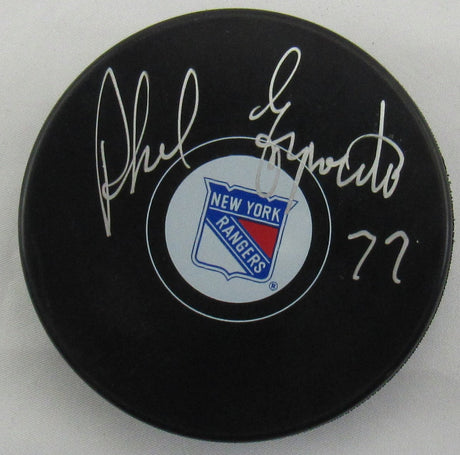 Phil Esposito
77
NEW YORK
RANGERS
®